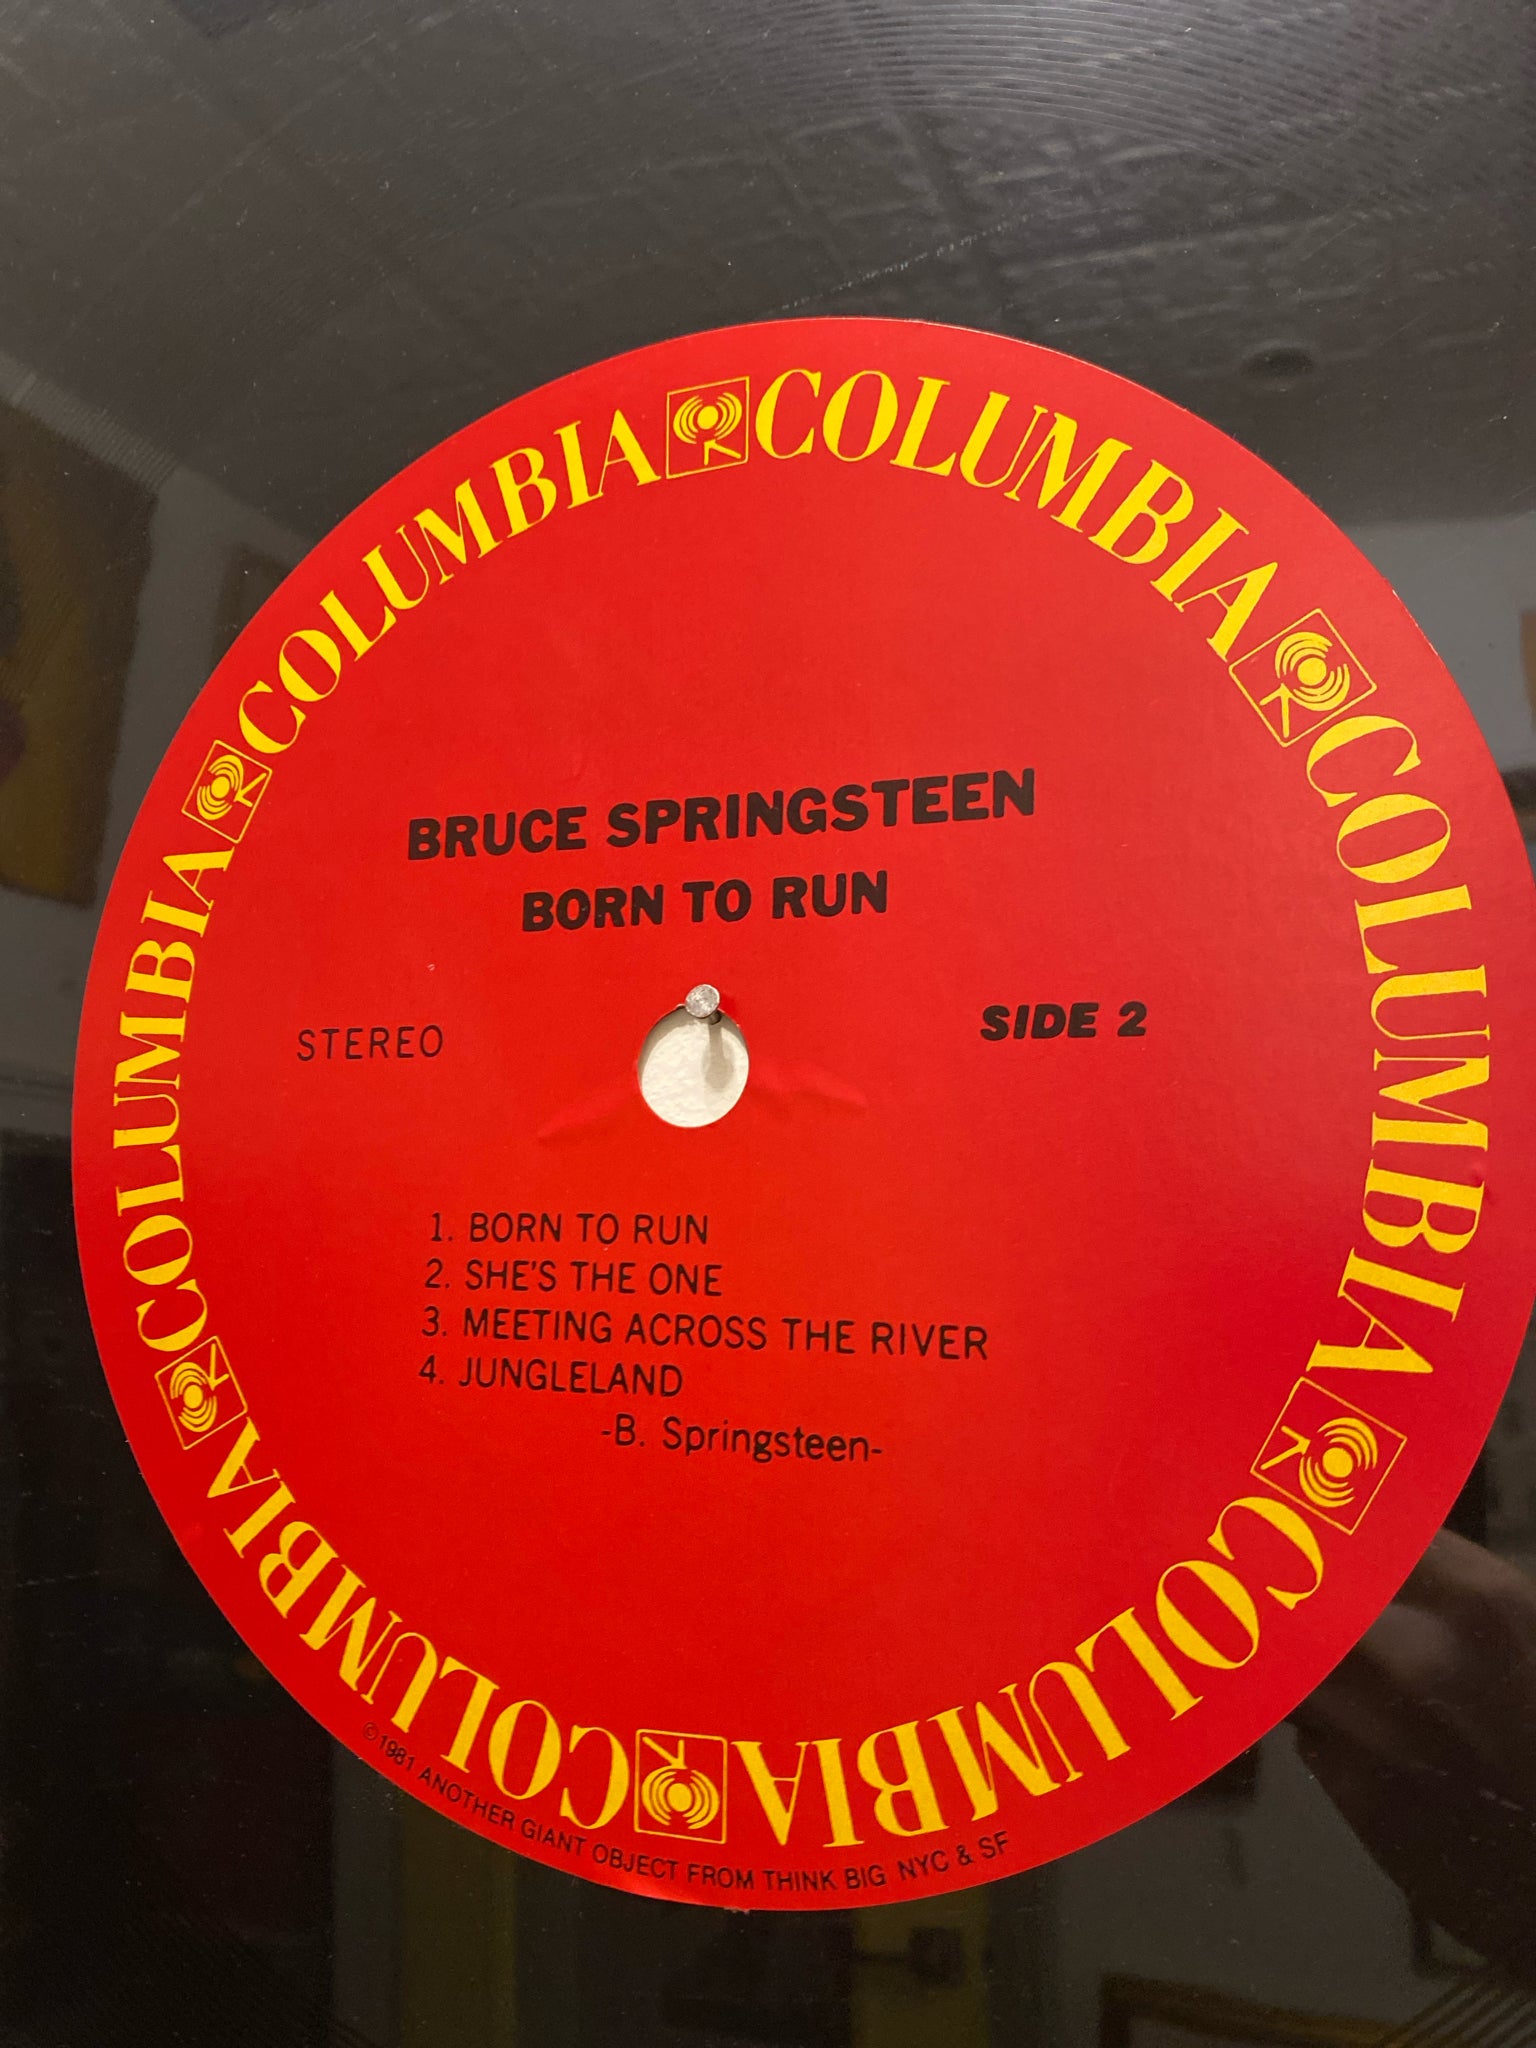 COLUMBIA COLUMBIA COLUMBIA COLUMBIA COLUMBIA COLUMBIA
BRUCE SPRINGSTEEN
BORN TO RUN
STEREO
SIDE 2
1. BORN TO RUN
2. SHE'S THE ONE
3. MEETING ACROSS THE RIVER
4. JUNGLELAND
-B. Springsteen-
©1981 ANOTHER GIANT OBJECT FROM THINK BIG NYC & SF